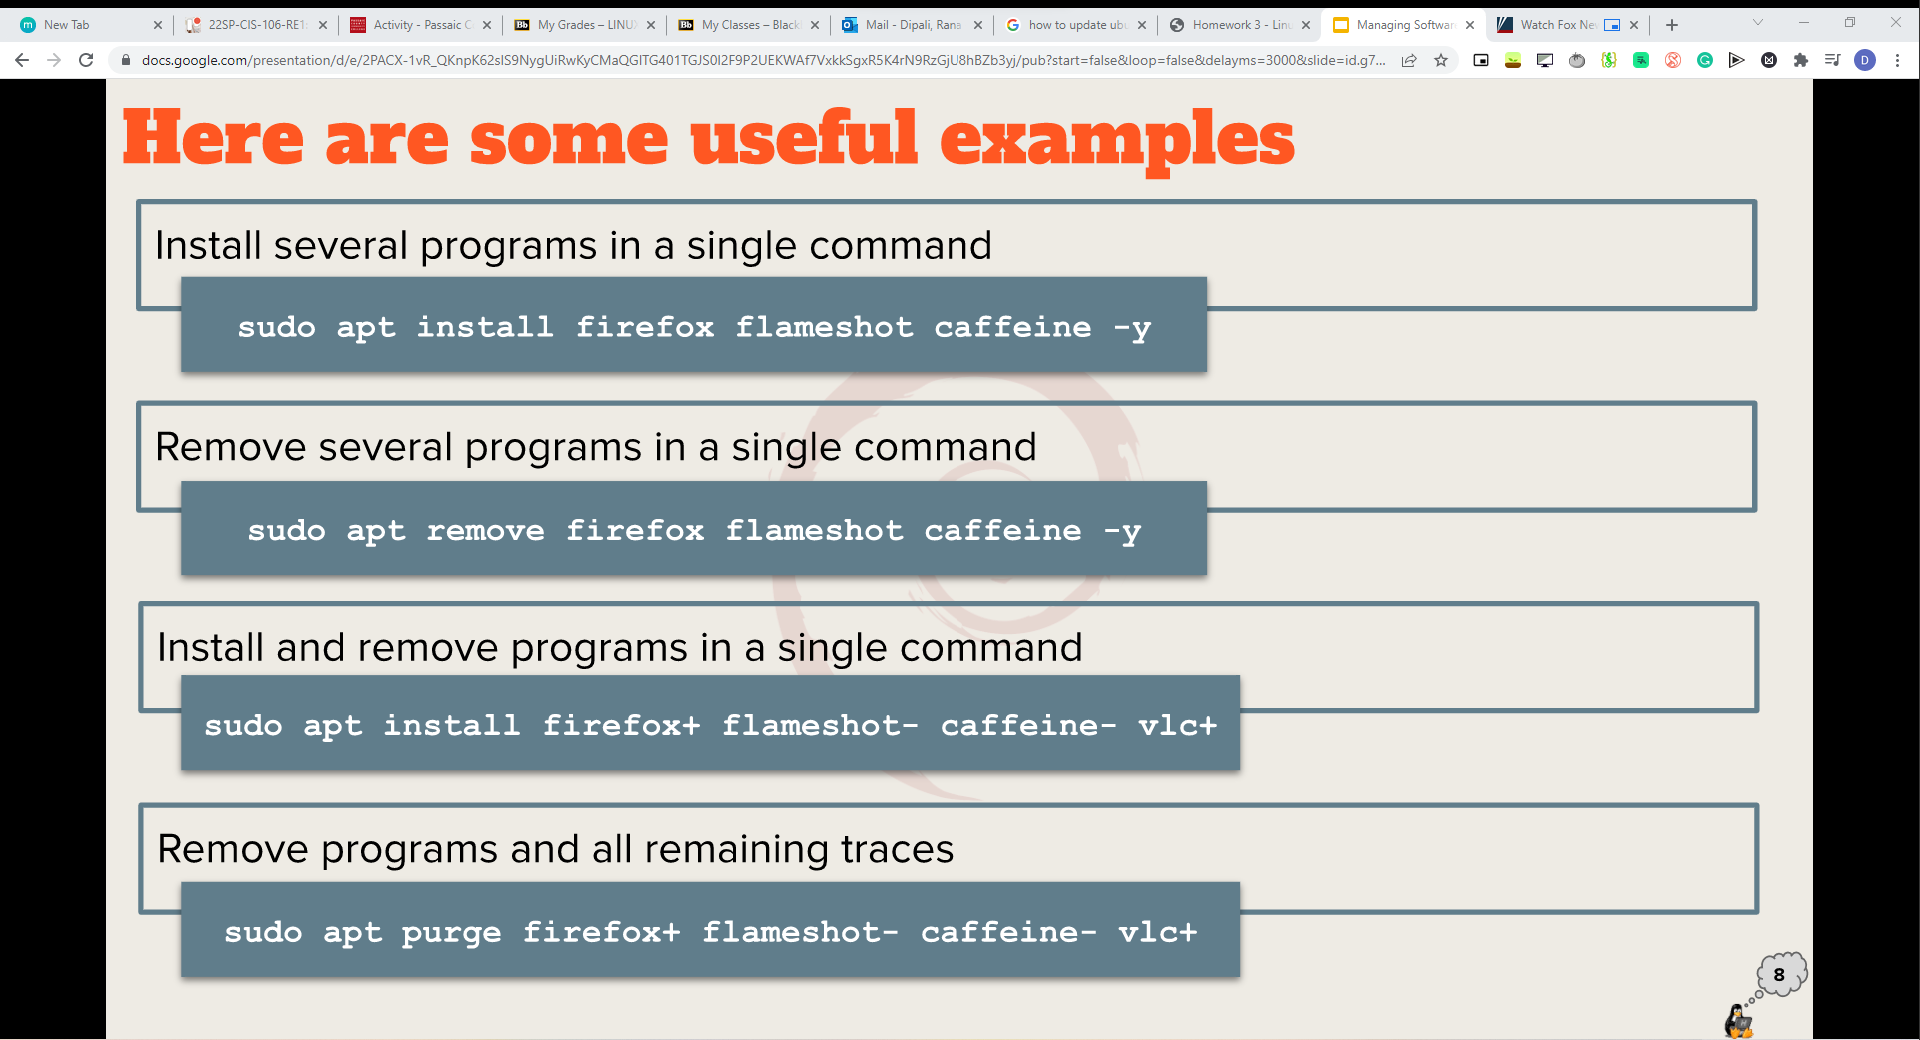 New Tab
22SP-CIS-106-RE1
Activity - Passaic C
My Grades – LINU
My Classes – Black
Mail - Dipali, Rana
how to update ub
Homework 3 - Linu
Managing Softwar
Watch Fox Ne
docs.google.com/presentation/d/e/2PACX-1vR_QKnpK62sIS9NygUiRwKyCMaQGITG401TGJS0I2F9P2UEKWAf7VxkkSgxR5K4rN9RzGjU8hBZb3yj/pub?start=false&loop=false&delayms=3000&slide=id.g7...
D
Here are some useful examples
Install several programs in a single command
sudo apt install firefox flameshot caffeine -y
Remove several programs in a single command
sudo apt remove firefox flameshot caffeine -y
Install and remove programs in a single command
sudo apt install firefox+ flameshot- caffeine- vlc+
Remove programs and all remaining traces
sudo apt purge firefox+ flameshot- caffeine- vlc+
8